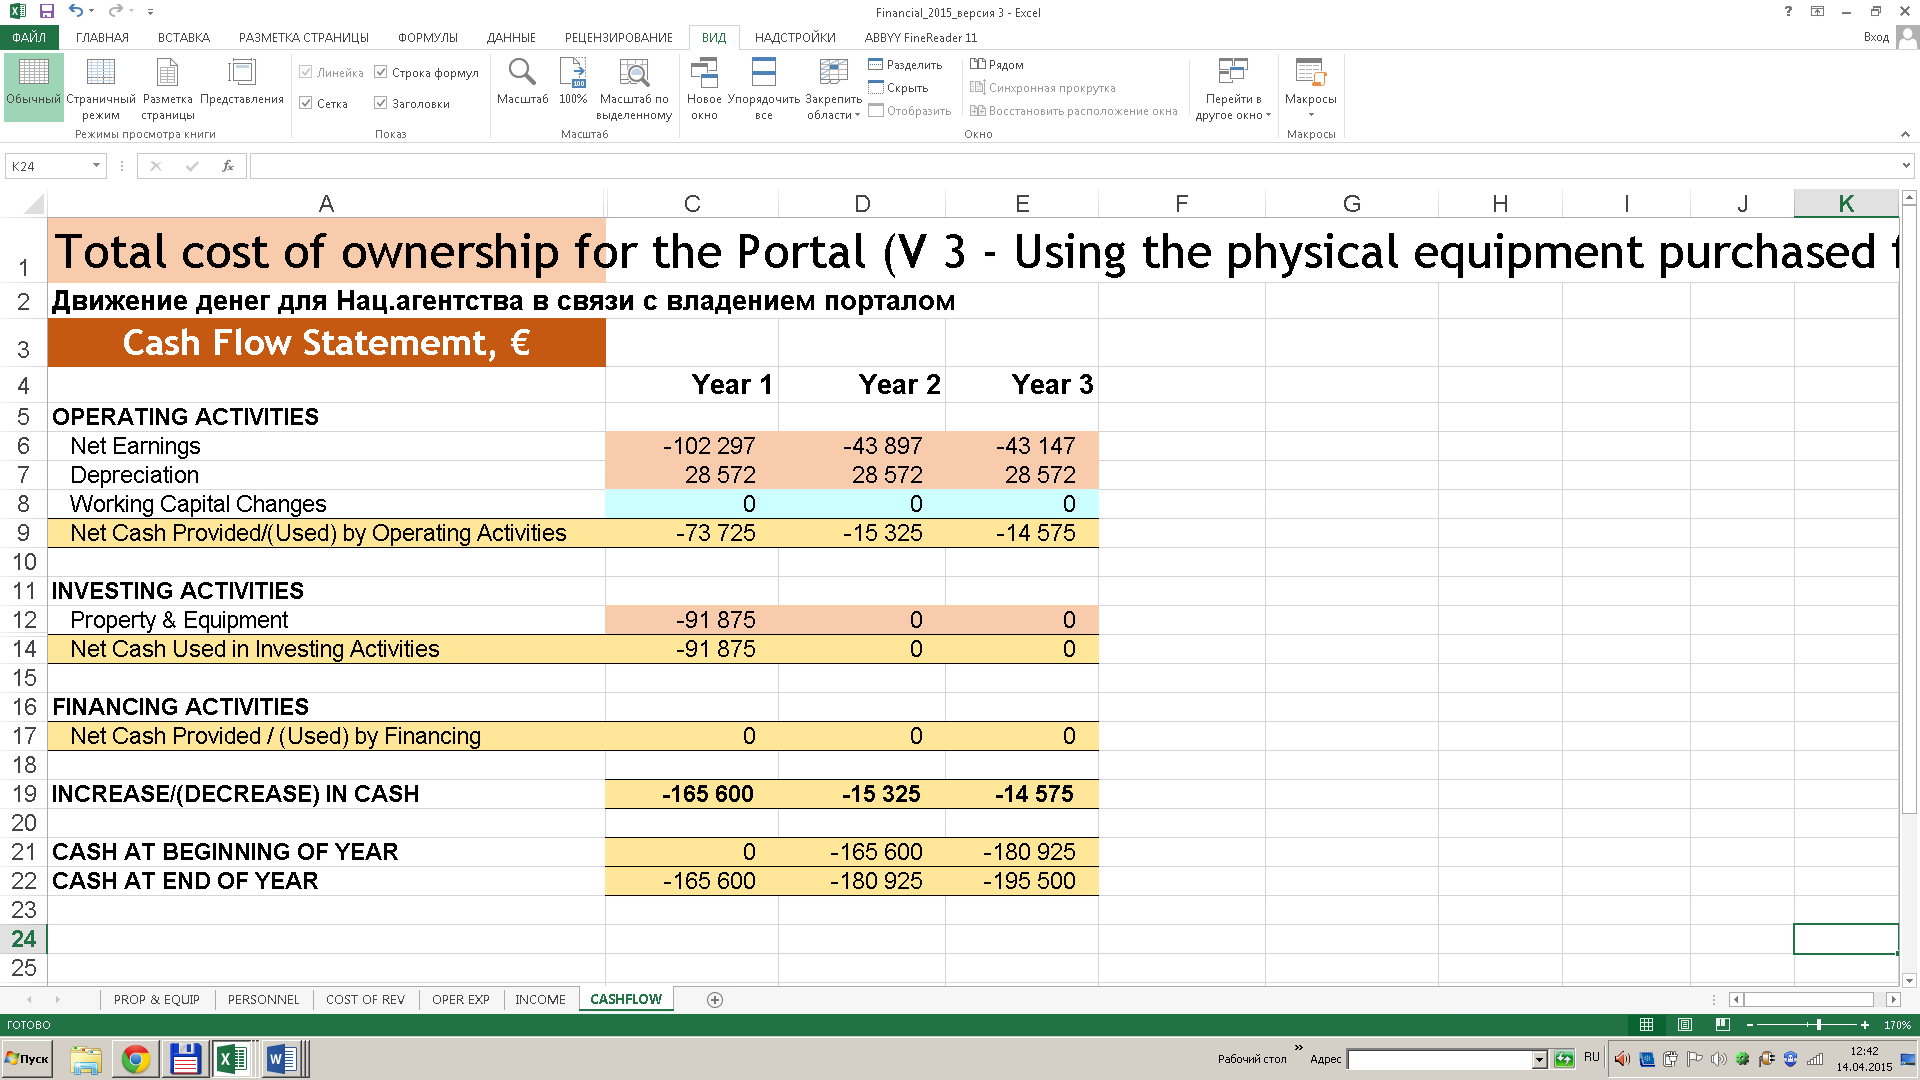 Financial_2015_версия 3 - Excel
ФАЙЛ ГЛАВНАЯ ВСТАВКА РАЗМЕТКА СТРАНИЦЫ ФОРМУЛЫ ДАННЫЕ РЕЦЕНЗИРОВАНИЕ ВИД НАДСТРОЙКИ ABBYY FineReader 11 Вход
Обычный
Страничный режим
Разметка страницы
Представления
Режимы просмотра книги
Линейка
Строка формул
Сетка
Заголовки
Показ
Масштаб
100%
Масштаб по выделенному
Масштаб
Новое окно
Упорядочить все
Закрепить области
Разделить
Скрыть
Отобразить
Рядом
Синхронная прокрутка
Восстановить расположение окна
Окно
Перейти в другое окно
Макросы
Макросы
K24
fx
A C D E F G H I J K
1 Total cost of ownership for the Portal (V 3 - Using the physical equipment purchased f
2 Движение денег для Нац.агентства в связи с владением порталом
3 Cash Flow Statememt, €
4 Year 1 Year 2 Year 3
5 OPERATING ACTIVITIES
6 Net Earnings -102 297 -43 897 -43 147
7 Depreciation 28 572 28 572 28 572
8 Working Capital Changes 0 0 0
9 Net Cash Provided/(Used) by Operating Activities -73 725 -15 325 -14 575
10
11 INVESTING ACTIVITIES
12 Property & Equipment -91 875 0 0
14 Net Cash Used in Investing Activities -91 875 0 0
15
16 FINANCING ACTIVITIES
17 Net Cash Provided / (Used) by Financing 0 0 0
18
19 INCREASE/(DECREASE) IN CASH -165 600 -15 325 -14 575
20
21 CASH AT BEGINNING OF YEAR 0 -165 600 -180 925
22 CASH AT END OF YEAR -165 600 -180 925 -195 500
23
24
25
PROP & EQUIP PERSONNEL COST OF REV OPER EXP INCOME CASHFLOW
ГОТОВО 170%
Пуск Рабочий стол » Адрес RU 12:42
14.04.2015